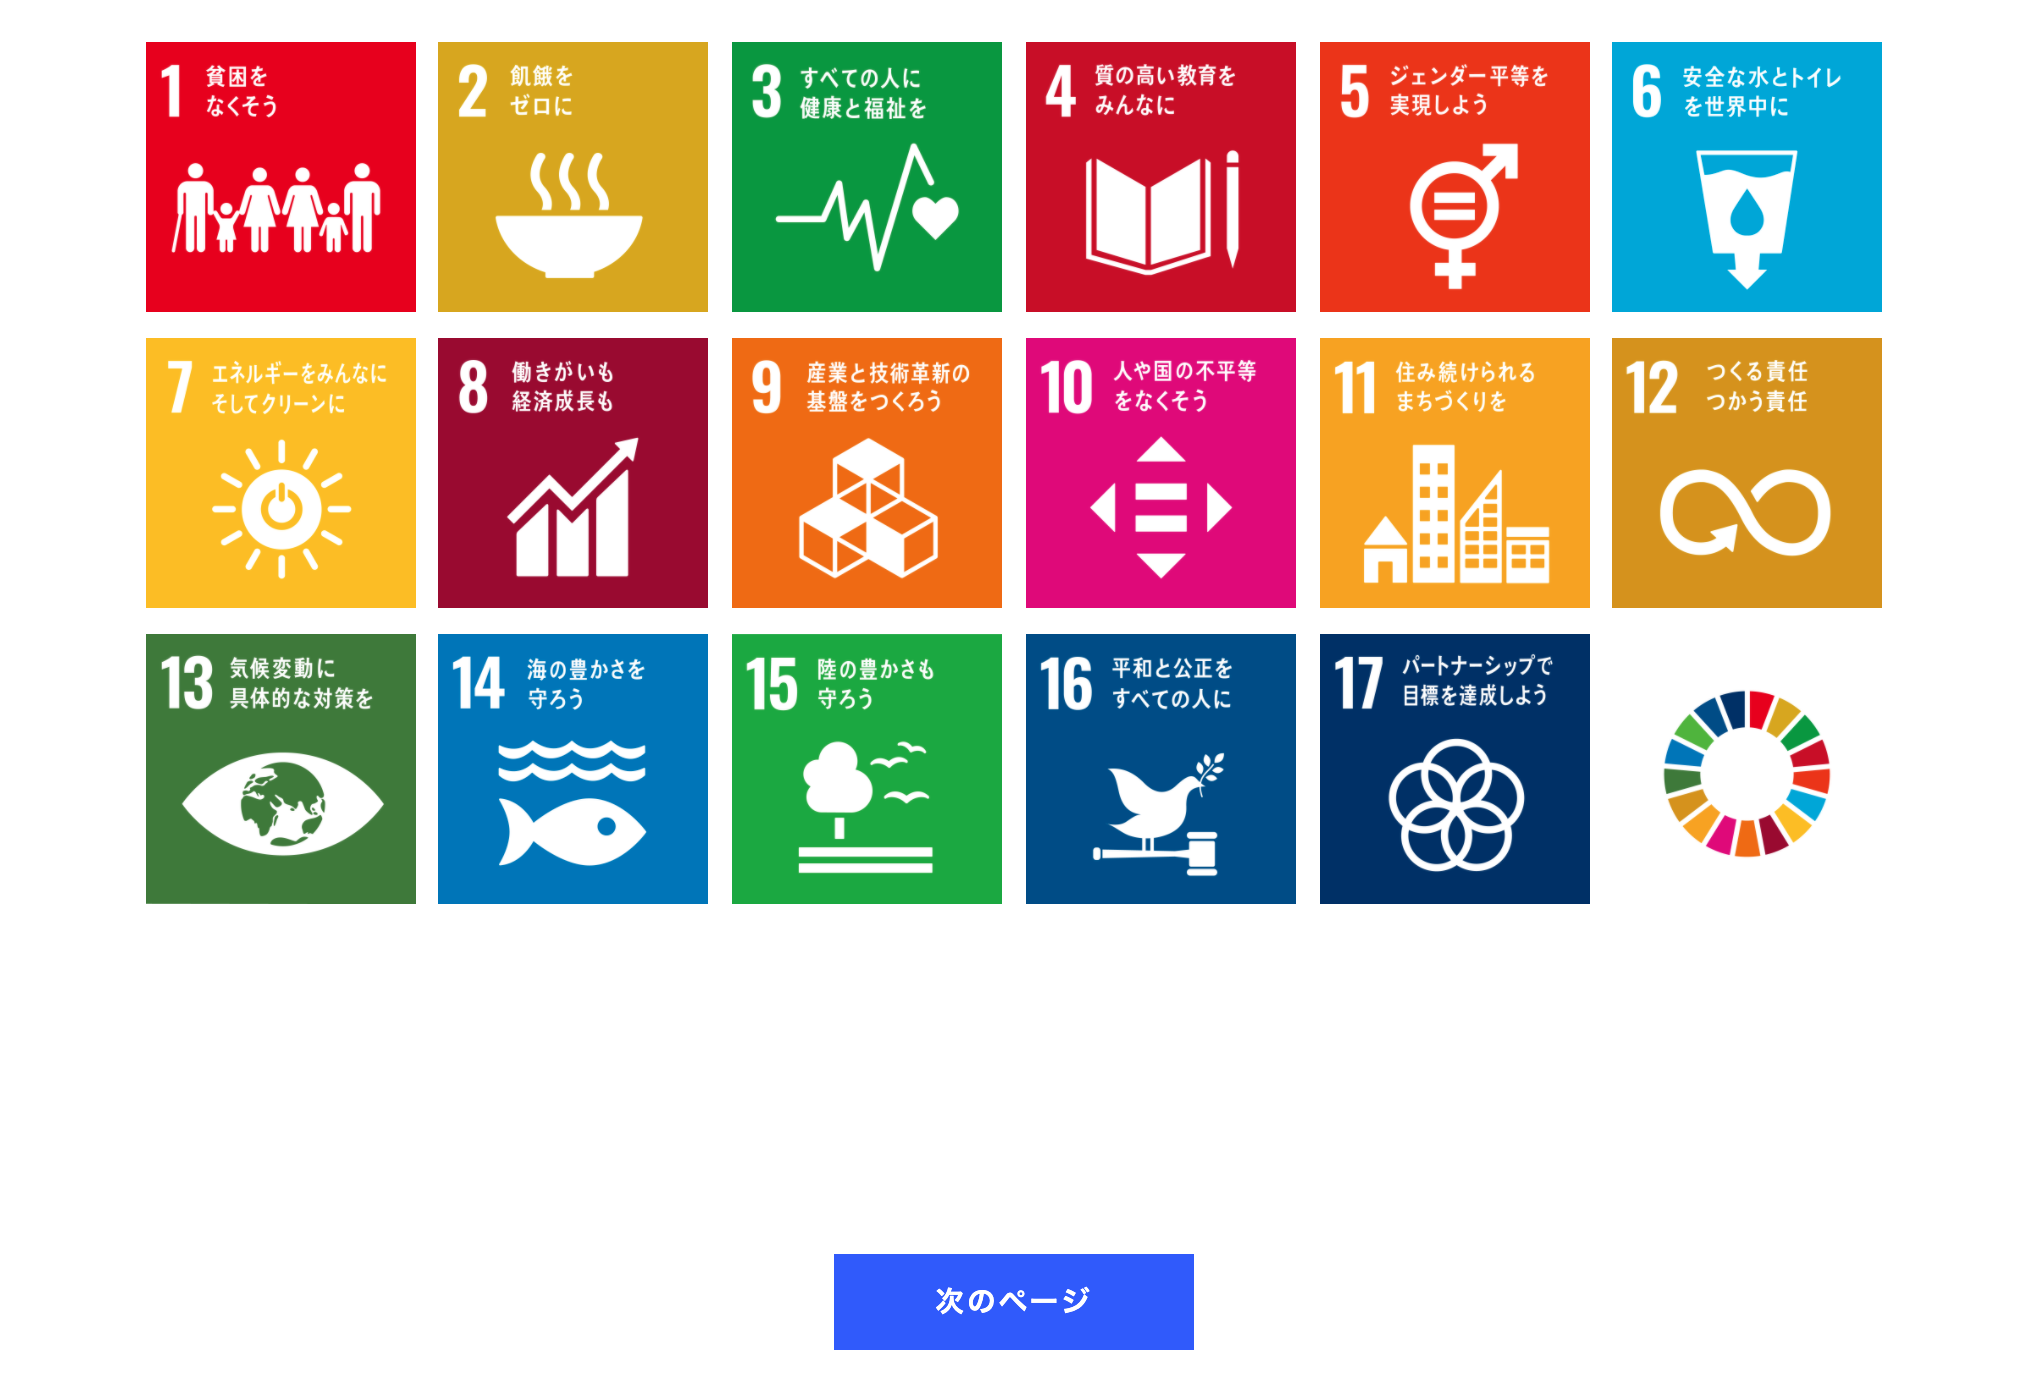 1 貧困を
なくそう
2 飢餓を
ゼロに
3 すべての人に
健康と福祉を
4 質の高い教育を
みんなに
5 ジェンダー平等を
実現しよう
6 安全な水とトイレ
を世界中に
7 エネルギーをみんなに
そしてクリーンに
8 働きがいも
経済成長も
9 産業と技術革新の
基盤をつくろう
10 人や国の不平等
をなくそう
11 住み続けられる
まちづくりを
12 つくる責任
つかう責任
13 気候変動に
具体的な対策を
14 海の豊かさを
守ろう
15 陸の豊かさも
守ろう
16 平和と公正を
すべての人に
17 パートナーシップで
目標を達成しよう
次のページ